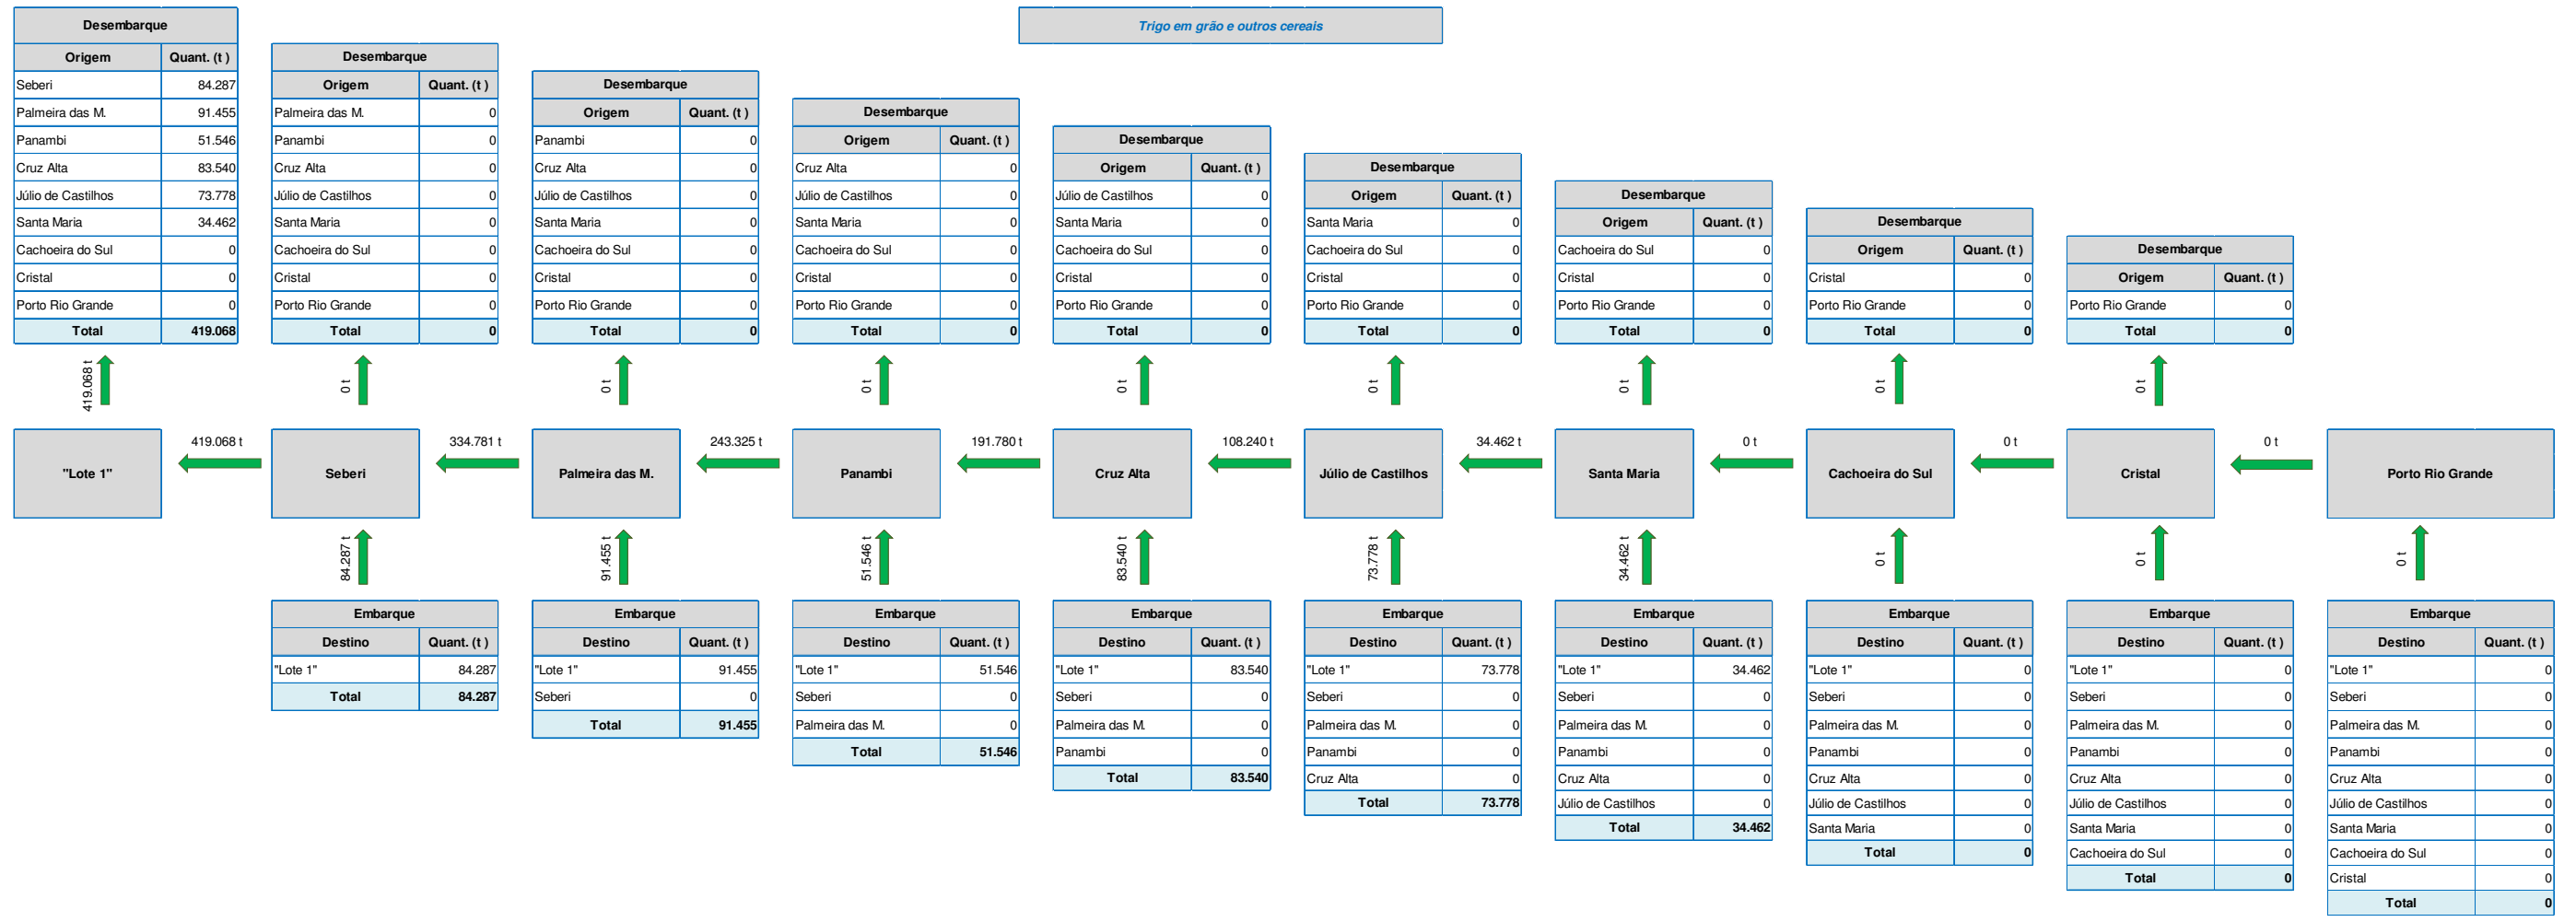 Trigo em grão e outros cereais
Desembarque
Origem Quant. (t )
Seberi 84.287
Palmeira das M. 91.455
Panambi 51.546
Cruz Alta 83.540
Júlio de Castilhos 73.778
Santa Maria 34.462
Cachoeira do Sul 0
Cristal 0
Porto Rio Grande 0
Total 419.068
Desembarque
Origem Quant. (t )
Palmeira das M. 0
Panambi 0
Cruz Alta 0
Júlio de Castilhos 0
Santa Maria 0
Cachoeira do Sul 0
Cristal 0
Porto Rio Grande 0
Total 0
Desembarque
Origem Quant. (t )
Panambi 0
Cruz Alta 0
Júlio de Castilhos 0
Santa Maria 0
Cachoeira do Sul 0
Cristal 0
Porto Rio Grande 0
Total 0
Desembarque
Origem Quant. (t )
Cruz Alta 0
Júlio de Castilhos 0
Santa Maria 0
Cachoeira do Sul 0
Cristal 0
Porto Rio Grande 0
Total 0
Desembarque
Origem Quant. (t )
Júlio de Castilhos 0
Santa Maria 0
Cachoeira do Sul 0
Cristal 0
Porto Rio Grande 0
Total 0
Desembarque
Origem Quant. (t )
Santa Maria 0
Cachoeira do Sul 0
Cristal 0
Porto Rio Grande 0
Total 0
Desembarque
Origem Quant. (t )
Cachoeira do Sul 0
Cristal 0
Porto Rio Grande 0
Total 0
Desembarque
Origem Quant. (t )
Cristal 0
Porto Rio Grande 0
Total 0
Desembarque
Origem Quant. (t )
Porto Rio Grande 0
Total 0
419.068 t
0 t
0 t
0 t
0 t
0 t
0 t
0 t
0 t
"Lote 1"
419.068 t
Seberi
334.781 t
Palmeira das M.
243.325 t
Panambi
191.780 t
Cruz Alta
108.240 t
Júlio de Castilhos
34.462 t
Santa Maria
0 t
Cachoeira do Sul
0 t
Cristal
0 t
Porto Rio Grande
84.287 t
91.455 t
51.546 t
83.540 t
73.778 t
34.462 t
0 t
0 t
0 t
Embarque
Destino Quant. (t )
"Lote 1" 84.287
Total 84.287
Embarque
Destino Quant. (t )
"Lote 1" 91.455
Seberi 0
Total 91.455
Embarque
Destino Quant. (t )
"Lote 1" 51.546
Seberi 0
Palmeira das M. 0
Total 51.546
Embarque
Destino Quant. (t )
"Lote 1" 83.540
Seberi 0
Palmeira das M. 0
Panambi 0
Total 83.540
Embarque
Destino Quant. (t )
"Lote 1" 73.778
Seberi 0
Palmeira das M. 0
Panambi 0
Cruz Alta 0
Total 73.778
Embarque
Destino Quant. (t )
"Lote 1" 34.462
Seberi 0
Palmeira das M. 0
Panambi 0
Cruz Alta 0
Júlio de Castilhos 0
Total 34.462
Embarque
Destino Quant. (t )
"Lote 1" 0
Seberi 0
Palmeira das M. 0
Panambi 0
Cruz Alta 0
Júlio de Castilhos 0
Santa Maria 0
Total 0
Embarque
Destino Quant. (t )
"Lote 1" 0
Seberi 0
Palmeira das M. 0
Panambi 0
Cruz Alta 0
Júlio de Castilhos 0
Santa Maria 0
Cachoeira do Sul 0
Total 0
Embarque
Destino Quant. (t )
"Lote 1" 0
Seberi 0
Palmeira das M. 0
Panambi 0
Cruz Alta 0
Júlio de Castilhos 0
Santa Maria 0
Cachoeira do Sul 0
Cristal 0
Total 0